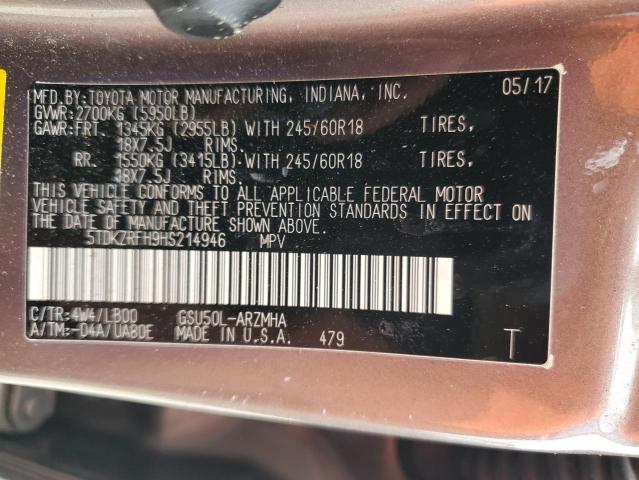 MFD.BY:TOYOTA MOTOR MANUFACTURING, INDIANA, INC. 05/17
GVWR:2700KG (5950LB)
GAWR:FRT. 1345KG (2955LB) WITH 245/60R18 TIRES,
18X7.5J RIMS.
RR. 1550KG (3415LB) WITH 245/60R18 TIRES,
18X7.5J RIMS.
THIS VEHICLE CONFORMS TO ALL APPLICABLE FEDERAL MOTOR
VEHICLE SAFETY AND THEFT PREVENTION STANDARDS IN EFFECT ON
THE DATE OF MANUFACTURE SHOWN ABOVE.
5TDKZRFH9HS214946 MPV
C/TR:4W4/LB00 GSU50L-ARZMHA
A/TM:-04A/UA80E MADE IN U.S.A. 479 T